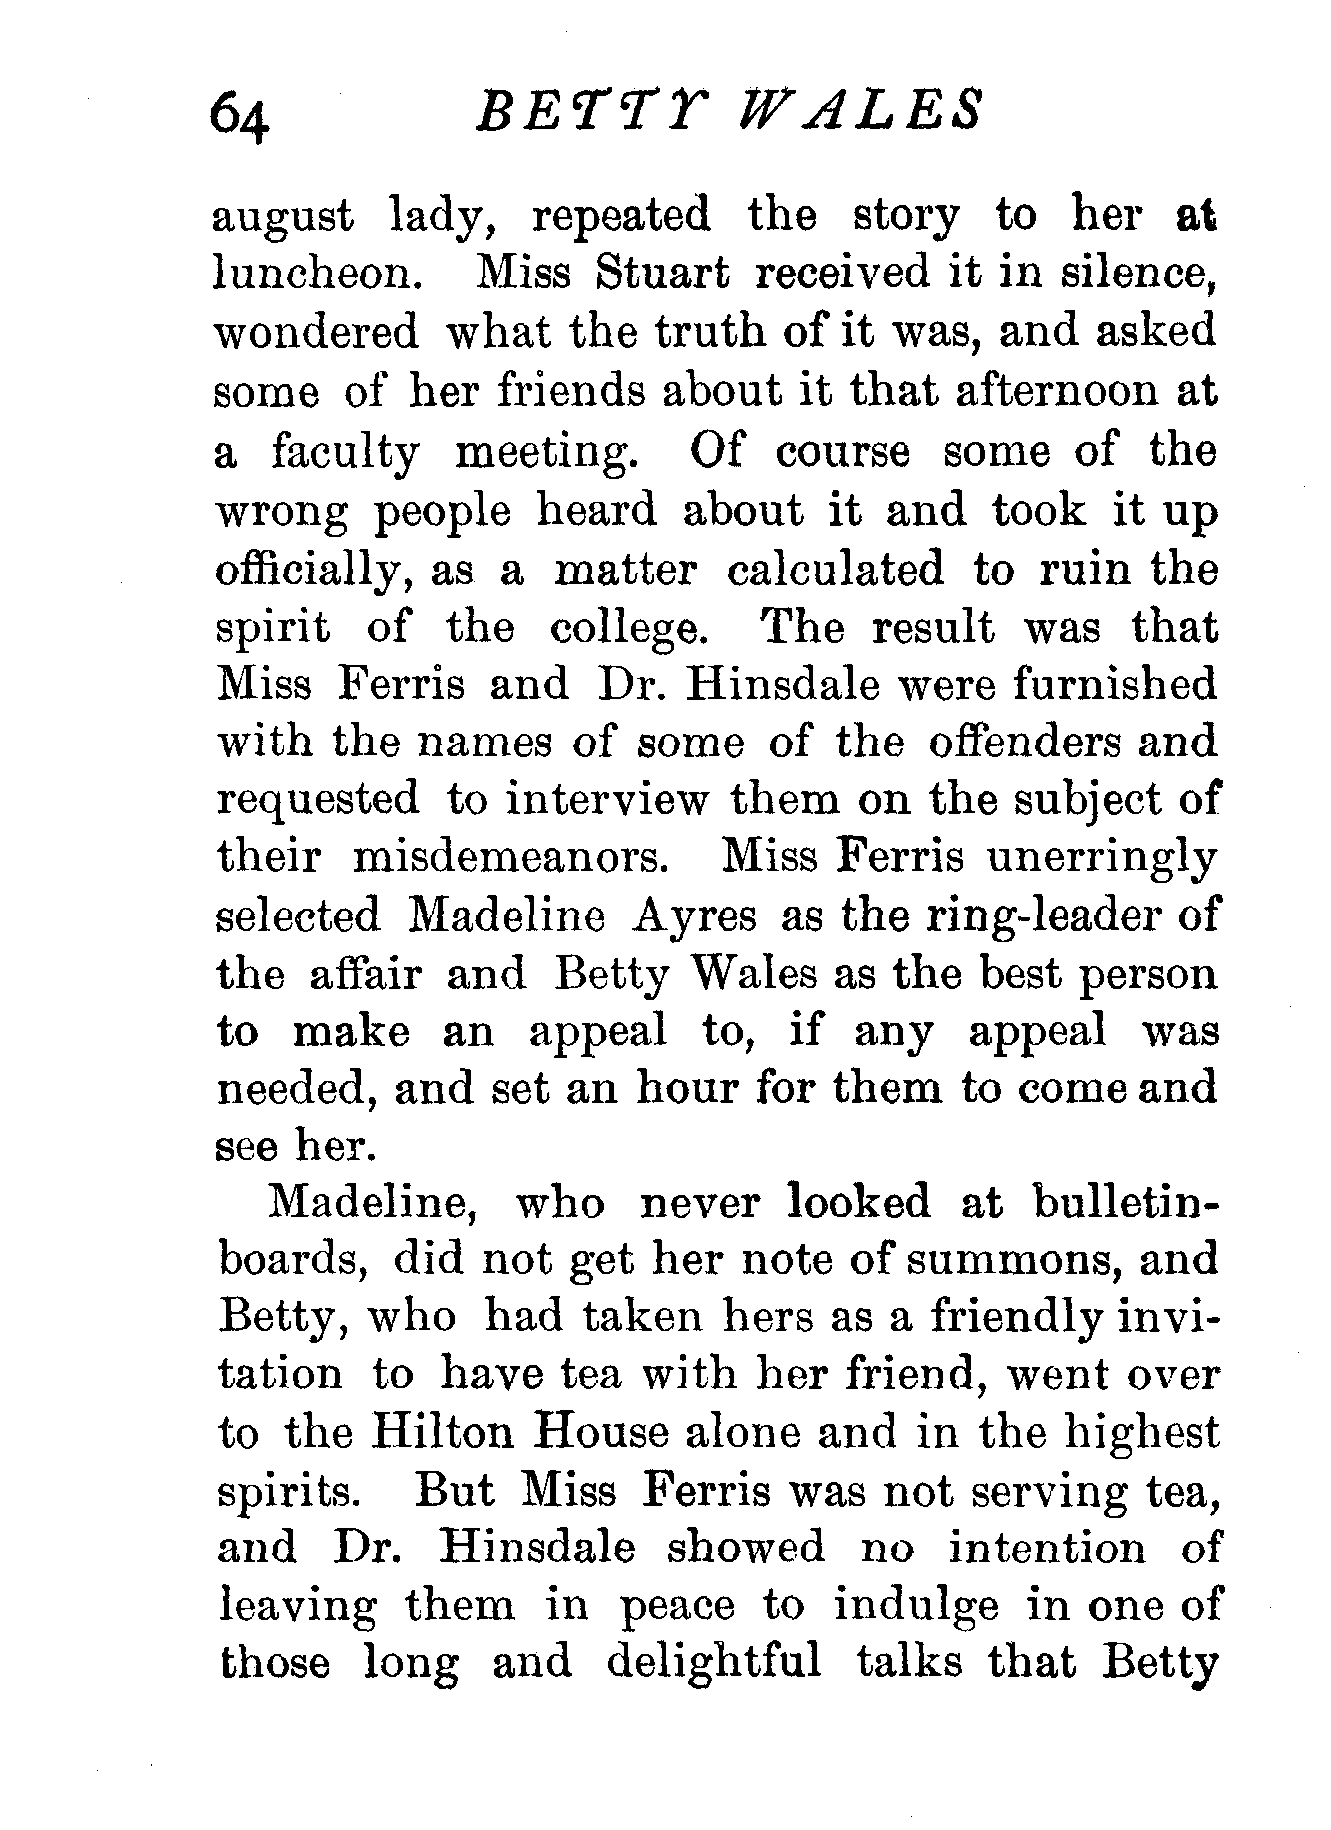 64 BETTY WALES
august lady, repeated the story to her at
luncheon. Miss Stuart received it in silence,
wondered what the truth of it was, and asked
some of her friends about it that afternoon at
a faculty meeting. Of course some of the
wrong people heard about it and took it up
officially, as a matter calculated to ruin the
spirit of the college. The result was that
Miss Ferris and Dr. Hinsdale were furnished
with the names of some of the offenders and
requested to interview them on the subject of
their misdemeanors. Miss Ferris unerringly
selected Madeline Ayres as the ring-leader of
the affair and Betty Wales as the best person
to make an appeal to, if any appeal was
needed, and set an hour for them to come and
see her.
Madeline, who never looked at bulletin-
boards, did not get her note of summons, and
Betty, who had taken hers as a friendly invi-
tation to have tea with her friend, went over
to the Hilton House alone and in the highest
spirits. But Miss Ferris was not serving tea,
and Dr. Hinsdale showed no intention of
leaving them in peace to indulge in one of
those long and delightful talks that Betty